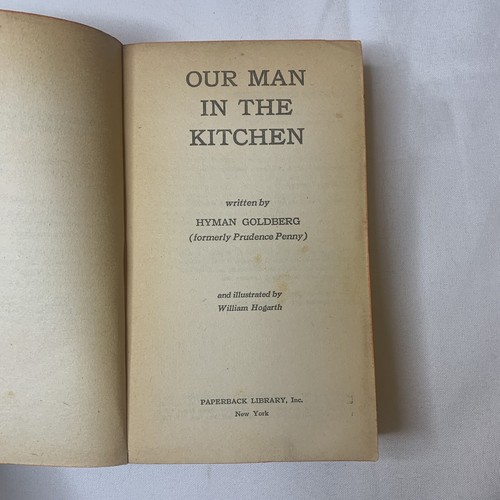 OUR MAN
IN THE
KITCHEN
written by
HYMAN GOLDBERG
(formerly Prudence Penny)
and illustrated by
William Hogarth
PAPERBACK LIBRARY, Inc.
New York